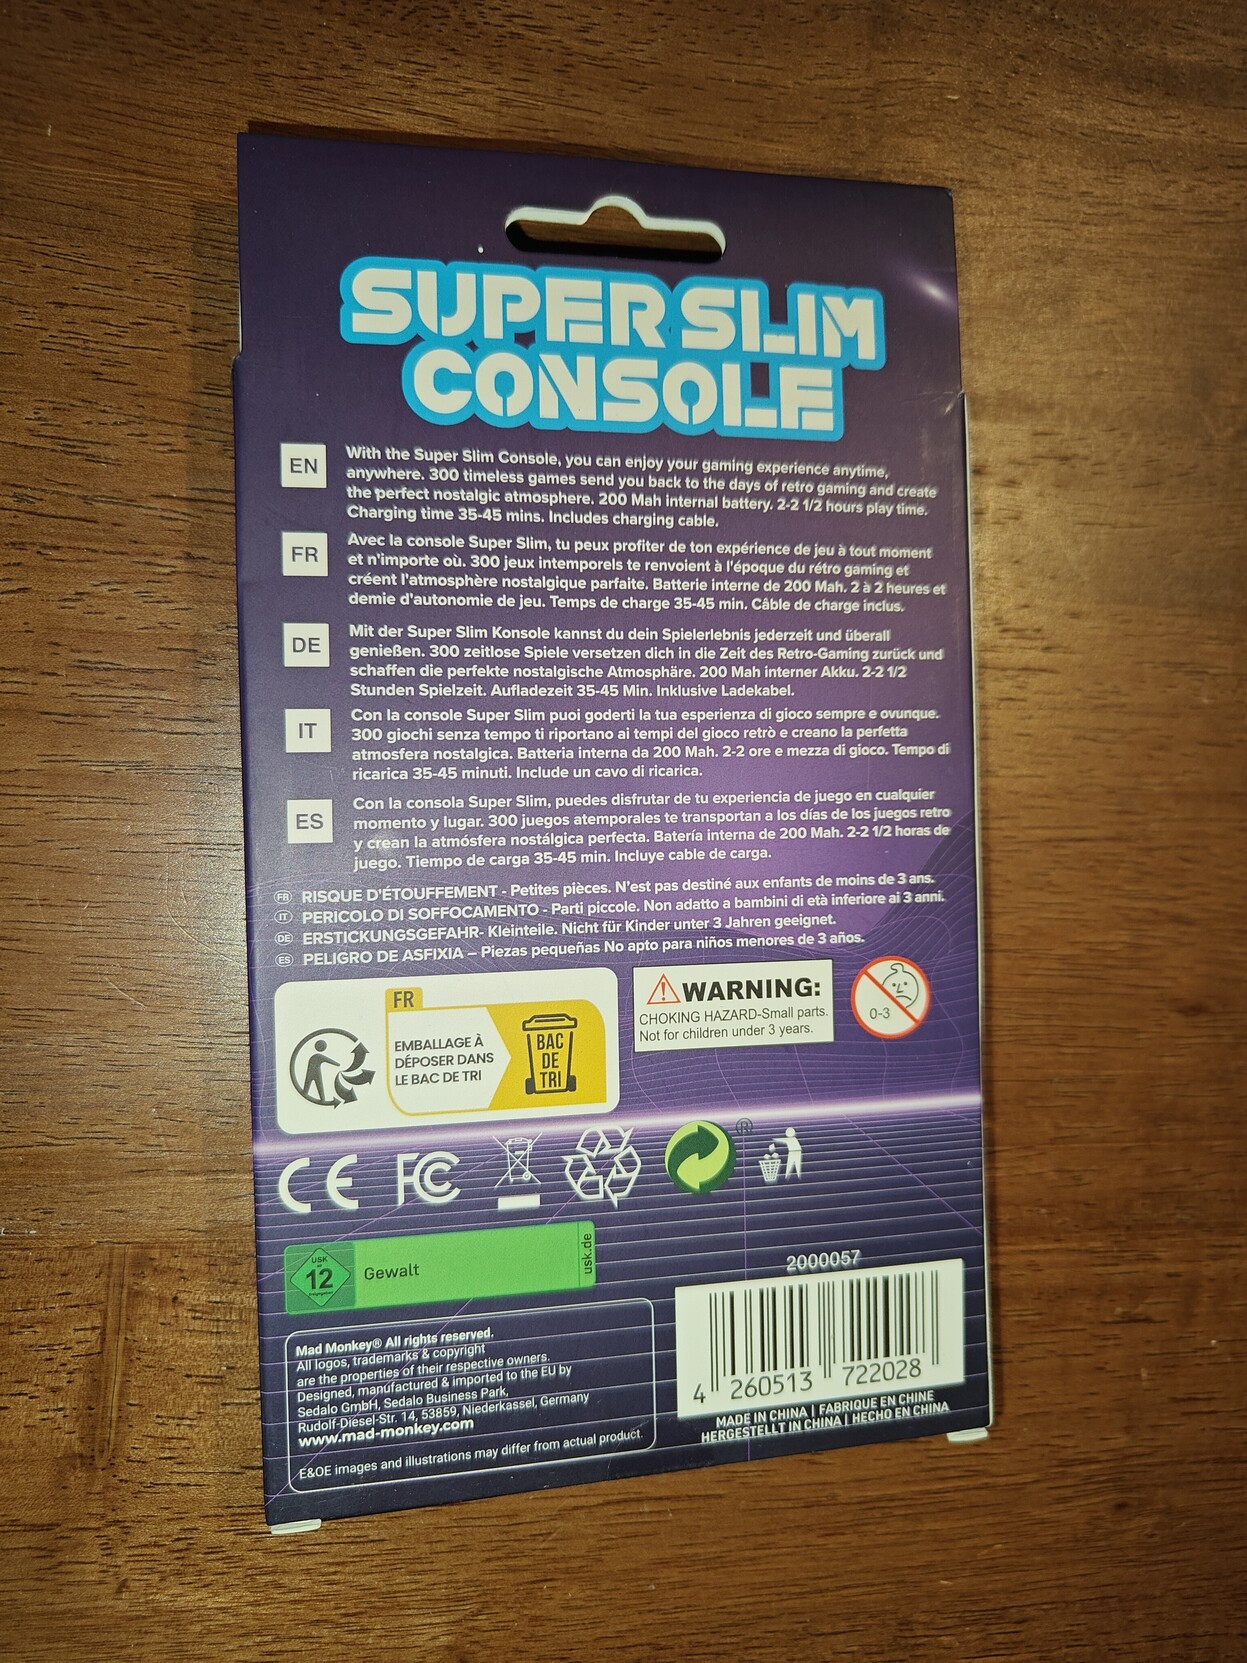 SUPER SLIM
CONSOLE
EN
With the Super Slim Console, you can enjoy your gaming experience anytime,
anywhere. 300 timeless games send you back to the days of retro gaming and create
the perfect nostalgic atmosphere. 200 Mah internal battery. 2-2 1/2 hours play time.
Charging time 35-45 mins. Includes charging cable.
FR
Avec la console Super Slim, tu peux profiter de ton expérience de jeu à tout moment
et n'importe où. 300 jeux intemporels te renvoient à l'époque du rétro gaming et
créent l'atmosphère nostalgique parfaite. Batterie interne de 200 Mah. 2 à 2 heures et
demie d'autonomie de jeu. Temps de charge 35-45 min. Câble de charge inclus.
DE
Mit der Super Slim Konsole kannst du dein Spielerlebnis jederzeit und überall
genießen. 300 zeitlose Spiele versetzen dich in die Zeit des Retro-Gaming zurück und
schaffen die perfekte nostalgische Atmosphäre. 200 Mah interner Akku. 2-2 1/2
Stunden Spielzeit. Aufladezeit 35-45 Min. Inklusive Ladekabel.
IT
Con la console Super Slim puoi goderti la tua esperienza di gioco sempre e ovunque.
300 giochi senza tempo ti riportano ai tempi del gioco retrò e creano la perfetta
atmosfera nostalgica. Batteria interna da 200 Mah. 2-2 ore e mezza di gioco. Tempo di
ricarica 35-45 minuti. Include un cavo di ricarica.
ES
Con la consola Super Slim, puedes disfrutar de tu experiencia de juego en cualquier
momento y lugar. 300 juegos atemporales te transportan a los días de los juegos retro
y crean la atmósfera nostálgica perfecta. Batería interna de 200 Mah. 2-2 1/2 horas de
juego. Tiempo de carga 35-45 min. Incluye cable de carga.
FR RISQUE D'ÉTOUFFEMENT - Petites pièces. N'est pas destiné aux enfants de moins de 3 ans.
IT PERICOLO DI SOFFOCAMENTO - Parti piccole. Non adatto a bambini di età inferiore ai 3 anni.
DE ERSTICKUNGSGEFAHR- Kleinteile. Nicht für Kinder unter 3 Jahren geeignet.
ES PELIGRO DE ASFIXIA – Piezas pequeñas No apto para niños menores de 3 años.
FR
EMBALLAGE À
DÉPOSER DANS
LE BAC DE TRI
BAC
DE
TRI
WARNING:
CHOKING HAZARD-Small parts.
Not for children under 3 years.
0-3
CE FC
®
USK
ab
12
freigegeben
Gewalt
usk.de
Mad Monkey® All rights reserved.
All logos, trademarks & copyright
are the properties of their respective owners.
Designed, manufactured & imported to the EU by
Sedalo GmbH, Sedalo Business Park,
Rudolf-Diesel-Str. 14, 53859, Niederkassel, Germany
www.mad-monkey.com
E&OE images and illustrations may differ from actual product.
2000057
4 260513 722028
MADE IN CHINA | FABRIQUE EN CHINE
HERGESTELLT IN CHINA | HECHO EN CHINA